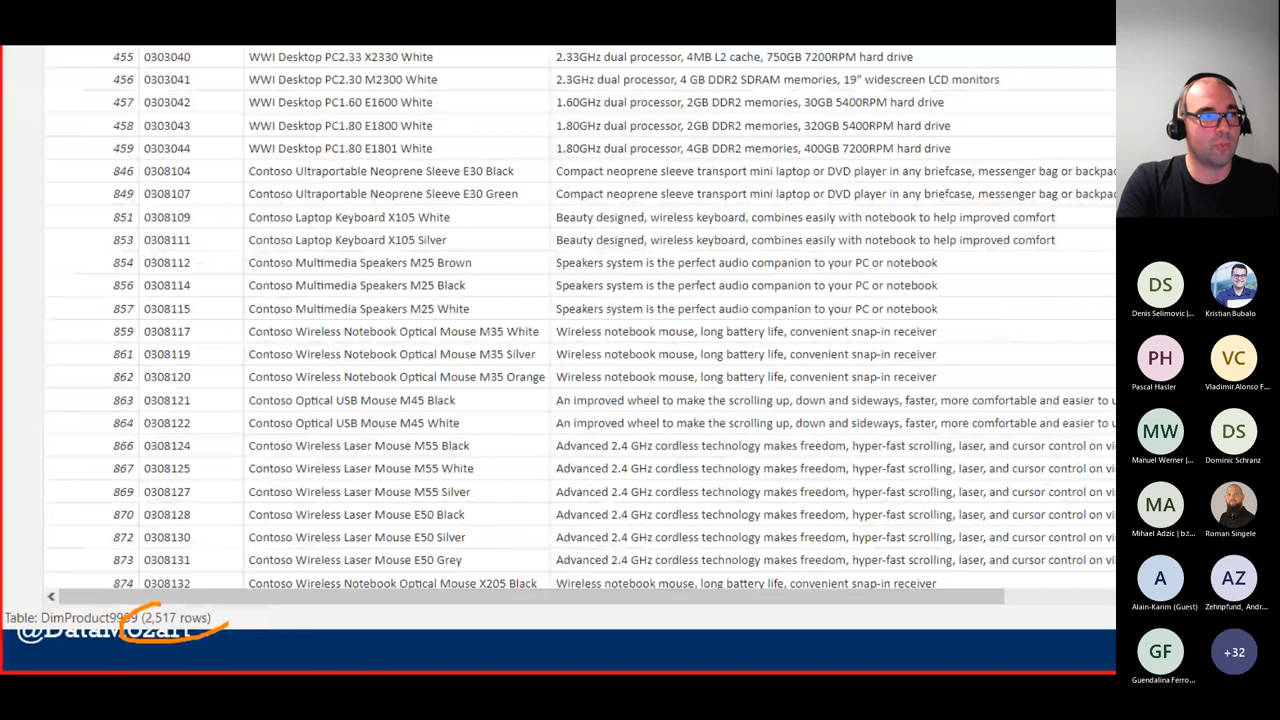 455 0303040 WWI Desktop PC2.33 X2330 White 2.33GHz dual processor, 4MB L2 cache, 750GB 7200RPM hard drive
456 0303041 WWI Desktop PC2.30 M2300 White 2.3GHz dual processor, 4 GB DDR2 SDRAM memories, 19" widescreen LCD monitors
457 0303042 WWI Desktop PC1.60 E1600 White 1.60GHz dual processor, 2GB DDR2 memories, 30GB 5400RPM hard drive
458 0303043 WWI Desktop PC1.80 E1800 White 1.80GHz dual processor, 2GB DDR2 memories, 320GB 5400RPM hard drive
459 0303044 WWI Desktop PC1.80 E1801 White 1.80GHz dual processor, 4GB DDR2 memories, 400GB 7200RPM hard drive
846 0308104 Contoso Ultraportable Neoprene Sleeve E30 Black Compact neoprene sleeve transport mini laptop or DVD player in any briefcase, messenger bag or backpac
849 0308107 Contoso Ultraportable Neoprene Sleeve E30 Green Compact neoprene sleeve transport mini laptop or DVD player in any briefcase, messenger bag or backpac
851 0308109 Contoso Laptop Keyboard X105 White Beauty designed, wireless keyboard, combines easily with notebook to help improved comfort
853 0308111 Contoso Laptop Keyboard X105 Silver Beauty designed, wireless keyboard, combines easily with notebook to help improved comfort
854 0308112 Contoso Multimedia Speakers M25 Brown Speakers system is the perfect audio companion to your PC or notebook
856 0308114 Contoso Multimedia Speakers M25 Black Speakers system is the perfect audio companion to your PC or notebook
857 0308115 Contoso Multimedia Speakers M25 White Speakers system is the perfect audio companion to your PC or notebook
859 0308117 Contoso Wireless Notebook Optical Mouse M35 White Wireless notebook mouse, long battery life, convenient snap-in receiver
861 0308119 Contoso Wireless Notebook Optical Mouse M35 Silver Wireless notebook mouse, long battery life, convenient snap-in receiver
862 0308120 Contoso Wireless Notebook Optical Mouse M35 Orange Wireless notebook mouse, long battery life, convenient snap-in receiver
863 0308121 Contoso Optical USB Mouse M45 Black An improved wheel to make the scrolling up, down and sideways, faster, more comfortable and easier to u
864 0308122 Contoso Optical USB Mouse M45 White An improved wheel to make the scrolling up, down and sideways, faster, more comfortable and easier to u
866 0308124 Contoso Wireless Laser Mouse M55 Black Advanced 2.4 GHz cordless technology makes freedom, hyper-fast scrolling, laser, and cursor control on vi
867 0308125 Contoso Wireless Laser Mouse M55 White Advanced 2.4 GHz cordless technology makes freedom, hyper-fast scrolling, laser, and cursor control on vi
869 0308127 Contoso Wireless Laser Mouse M55 Silver Advanced 2.4 GHz cordless technology makes freedom, hyper-fast scrolling, laser, and cursor control on vi
870 0308128 Contoso Wireless Laser Mouse E50 Black Advanced 2.4 GHz cordless technology makes freedom, hyper-fast scrolling, laser, and cursor control on vi
872 0308130 Contoso Wireless Laser Mouse E50 Silver Advanced 2.4 GHz cordless technology makes freedom, hyper-fast scrolling, laser, and cursor control on vi
873 0308131 Contoso Wireless Laser Mouse E50 Grey Advanced 2.4 GHz cordless technology makes freedom, hyper-fast scrolling, laser, and cursor control on vi
874 0308132 Contoso Wireless Notebook Optical Mouse X205 Black Wireless notebook mouse, long battery life, convenient snap-in receiver
Table: DimProduct9999 (2,517 rows)
@DataMozart
DS
Denis Selimovic |...
Kristian Bubalo
PH
Pascal Hasler
VC
Vladimir Alonso F...
MW
Manuel Werner |...
DS
Dominic Schranz
MA
Mihael Adzic | b.t...
Roman Singele
A
Alain-Karim (Guest)
AZ
Zehnpfund, Andr...
GF
Guendalina Ferro...
+32